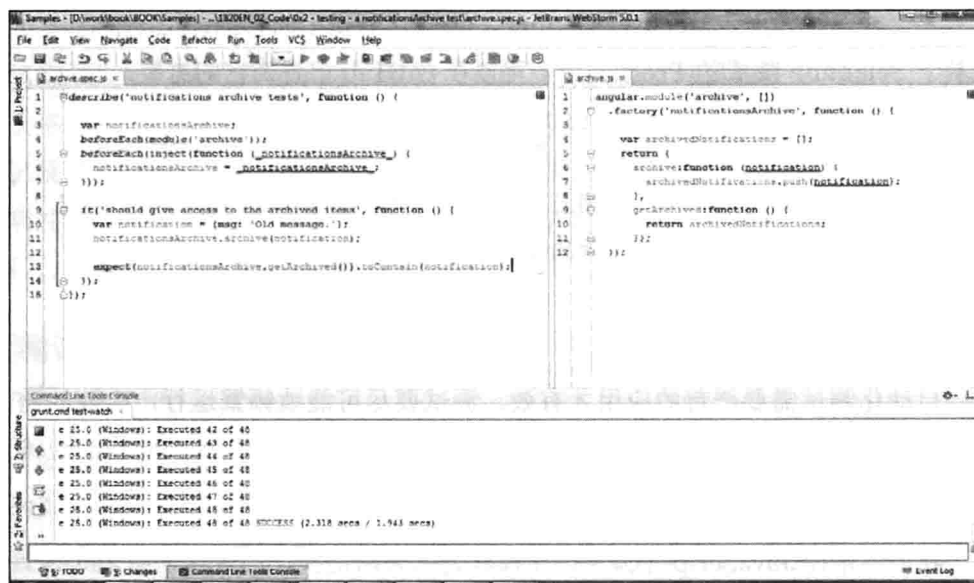 Samples - [D:\work\book\BOOK\Samples] - ...\1820EN_02_Code\0x2 - testing - a notificationsArchive test\archive.spec.js - JetBrains WebStorm 5.0.1
File Edit View Navigate Code Refactor Run Tools VCS Window Help
archive.spec.js
1 describe('notifications archive tests', function () {
2
3 var notificationsArchive;
4 beforeEach(module('archive'));
5 beforeEach(inject(function (_notificationsArchive_) {
6 notificationsArchive = _notificationsArchive_;
7 }));
8
9 it('should give access to the archived items', function () {
10 var notification = {msg: 'Old message.'};
11 notificationsArchive.archive(notification);
12
13 expect(notificationsArchive.getArchived()).toContain(notification);
14 });
15 });
archive.js
1 angular.module('archive', [])
2 .factory('notificationsArchive', function () {
3
4 var archivedNotifications = [];
5 return {
6 archive:function (notification) {
7 archivedNotifications.push(notification);
8 },
9 getArchived:function () {
10 return archivedNotifications;
11 }};
12 });
1: Project
7: Structure
2: Favorites
Command Line Tools Console
grunt.cmd test-watch
e 25.0 (Windows): Executed 42 of 48
e 25.0 (Windows): Executed 43 of 48
e 25.0 (Windows): Executed 44 of 48
e 25.0 (Windows): Executed 45 of 48
e 25.0 (Windows): Executed 46 of 48
e 25.0 (Windows): Executed 47 of 48
e 25.0 (Windows): Executed 48 of 48
e 25.0 (Windows): Executed 48 of 48 SUCCESS (2.318 secs / 1.943 secs)
6: TODO 9: Changes Command Line Tools Console Event Log